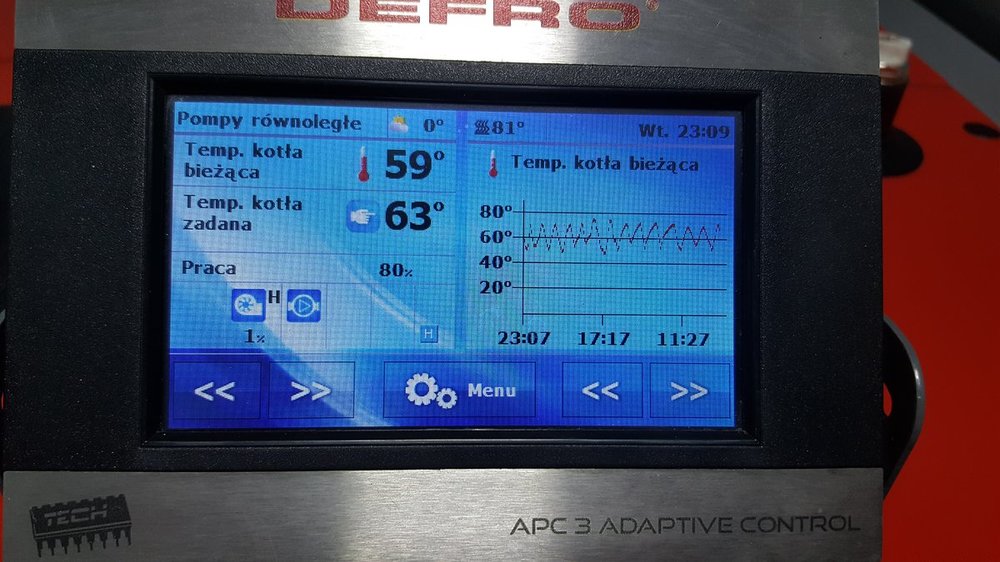 DEFRO
Pompy równoległe 0° 81° Wt. 23:09
Temp. kotła
bieżąca
59°
Temp. kotła
zadana
63°
Praca 80%
H
1%
H
Temp. kotła bieżąca
80°
60°
40°
20°
23:07 17:17 11:27
<< >> Menu << >>
TECH
APC 3 ADAPTIVE CONTROL